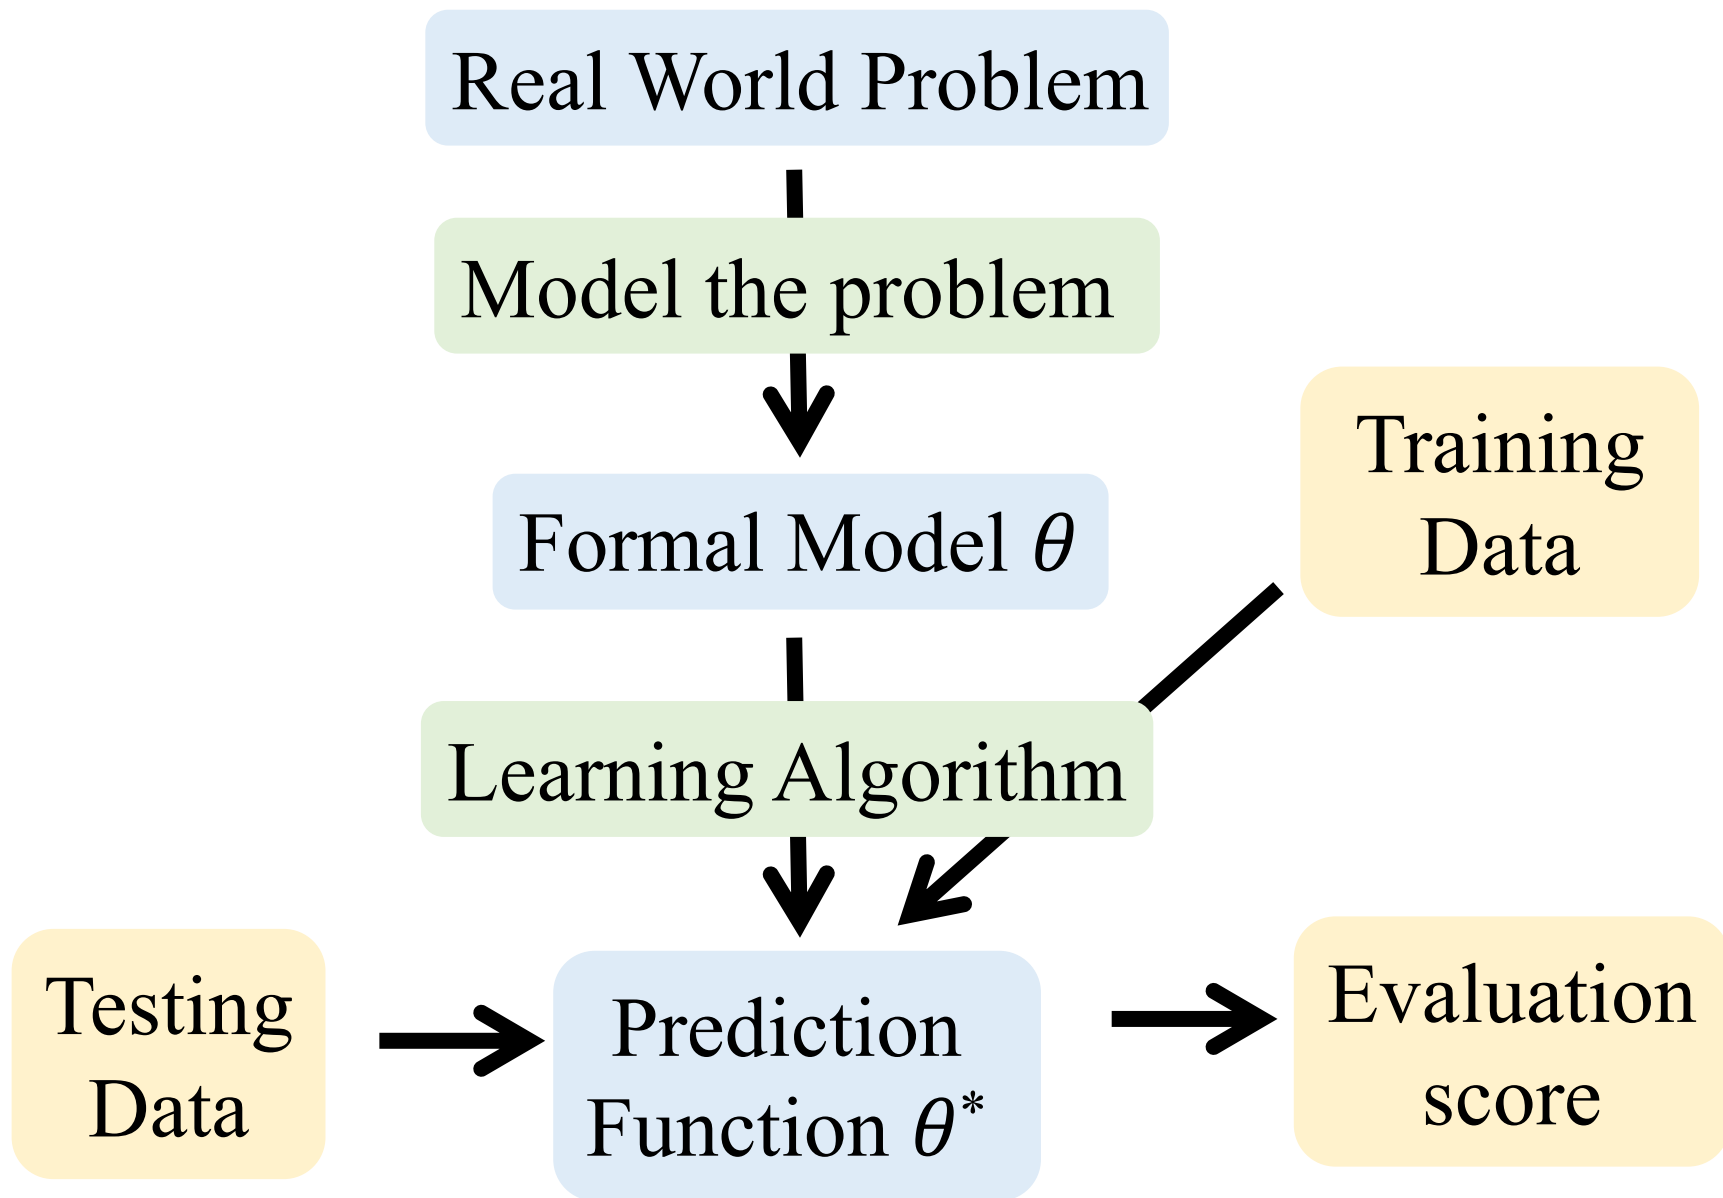 Real World Problem
Model the problem
Training
Data
Formal Model θ
Learning Algorithm
Testing
Data
Prediction
Function θ*
Evaluation
score